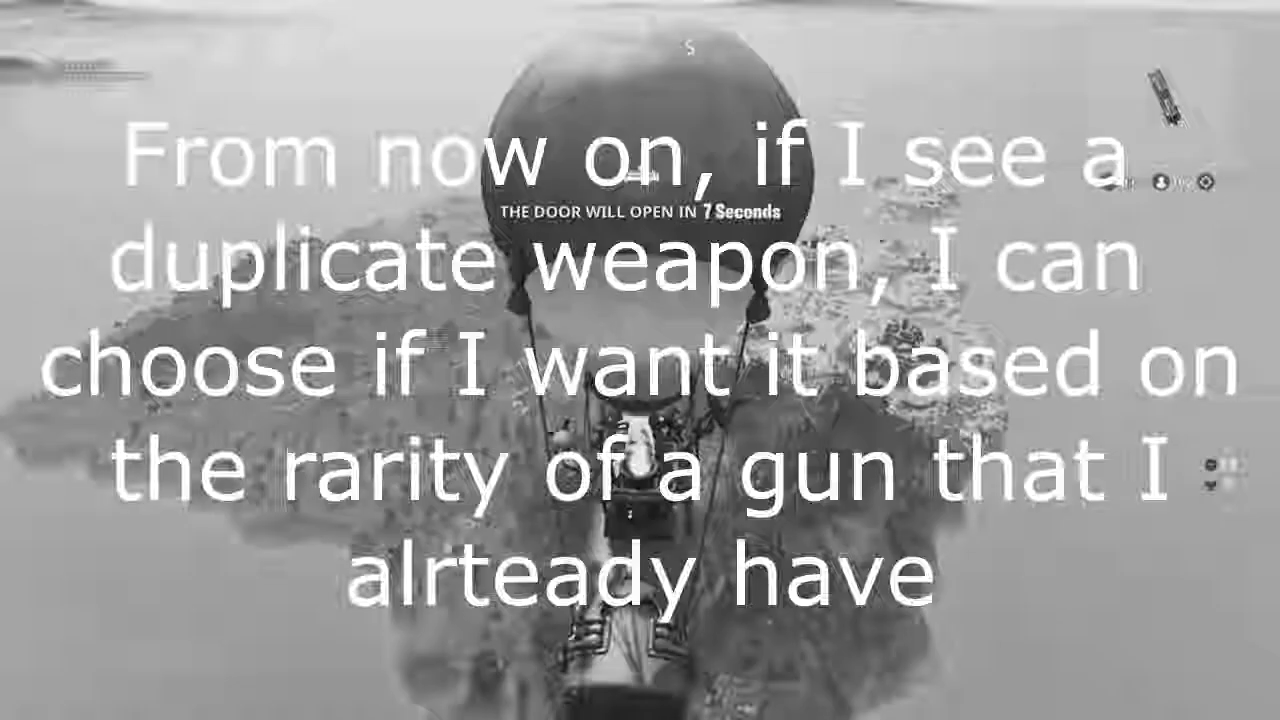 S
From now on, if I see a
THE DOOR WILL OPEN IN 7 Seconds
duplicate weapon, I can
choose if I want it based on
the rarity of a gun that I
alrteady have